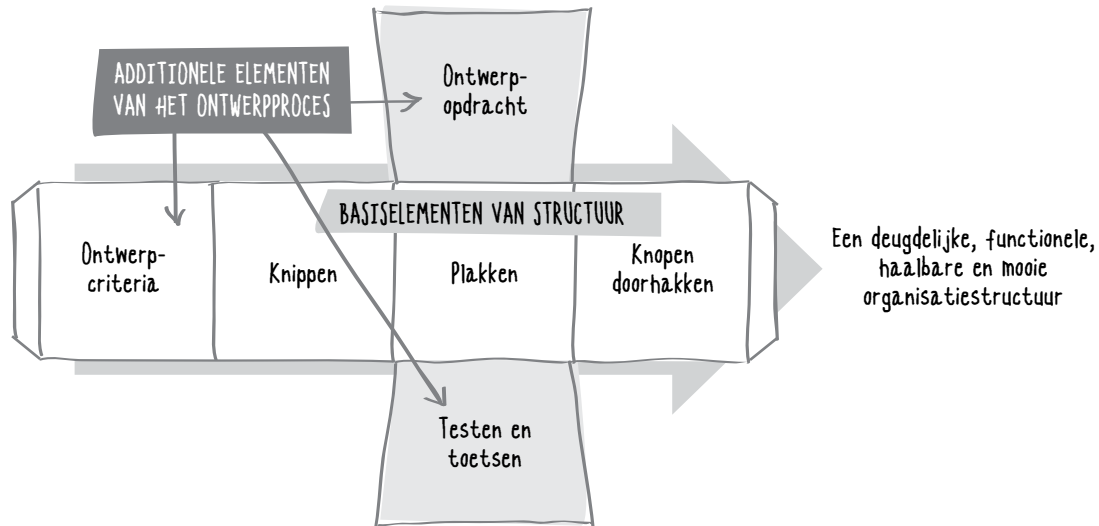 ADDITIONELE ELEMENTEN
VAN HET ONTWERPPROCES
Ontwerp-
opdracht
BASISELEMENTEN VAN STRUCTUUR
Ontwerp-
criteria
Knippen
Plakken
Knopen
doorhakken
Een deugdelijke, functionele,
haalbare en mooie
organisatiestructuur
Testen en
toetsen